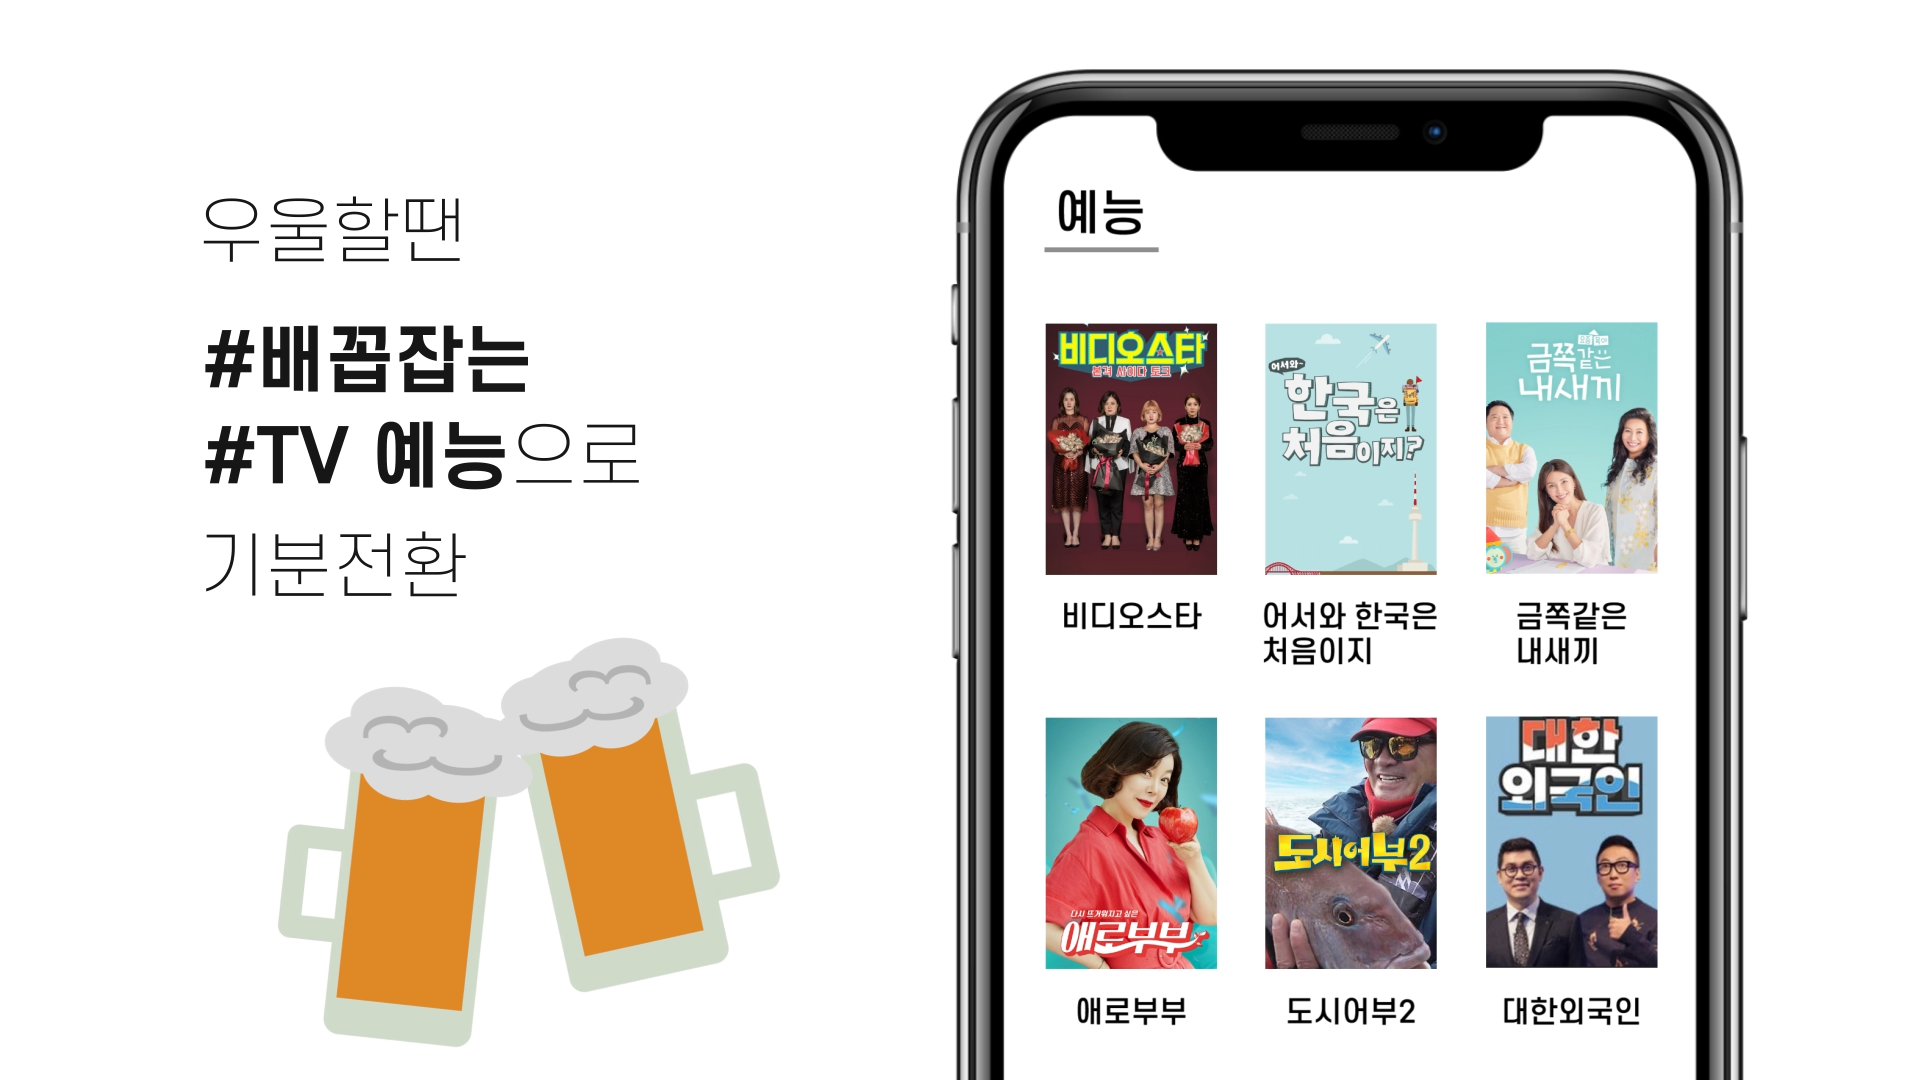 우울할땐
#배꼽잡는
#TV 예능으로
기분전환
예능
비디오스타
본격 사이다 토크
어서와~
한국은
처음이지?
요즘 육아
금쪽같은
내새끼
비디오스타
어서와 한국은
처음이지
금쪽같은
내새끼
다시 뜨거워지고 싶은
애로부부
도시어부2
대한
외국인
애로부부
도시어부2
대한외국인